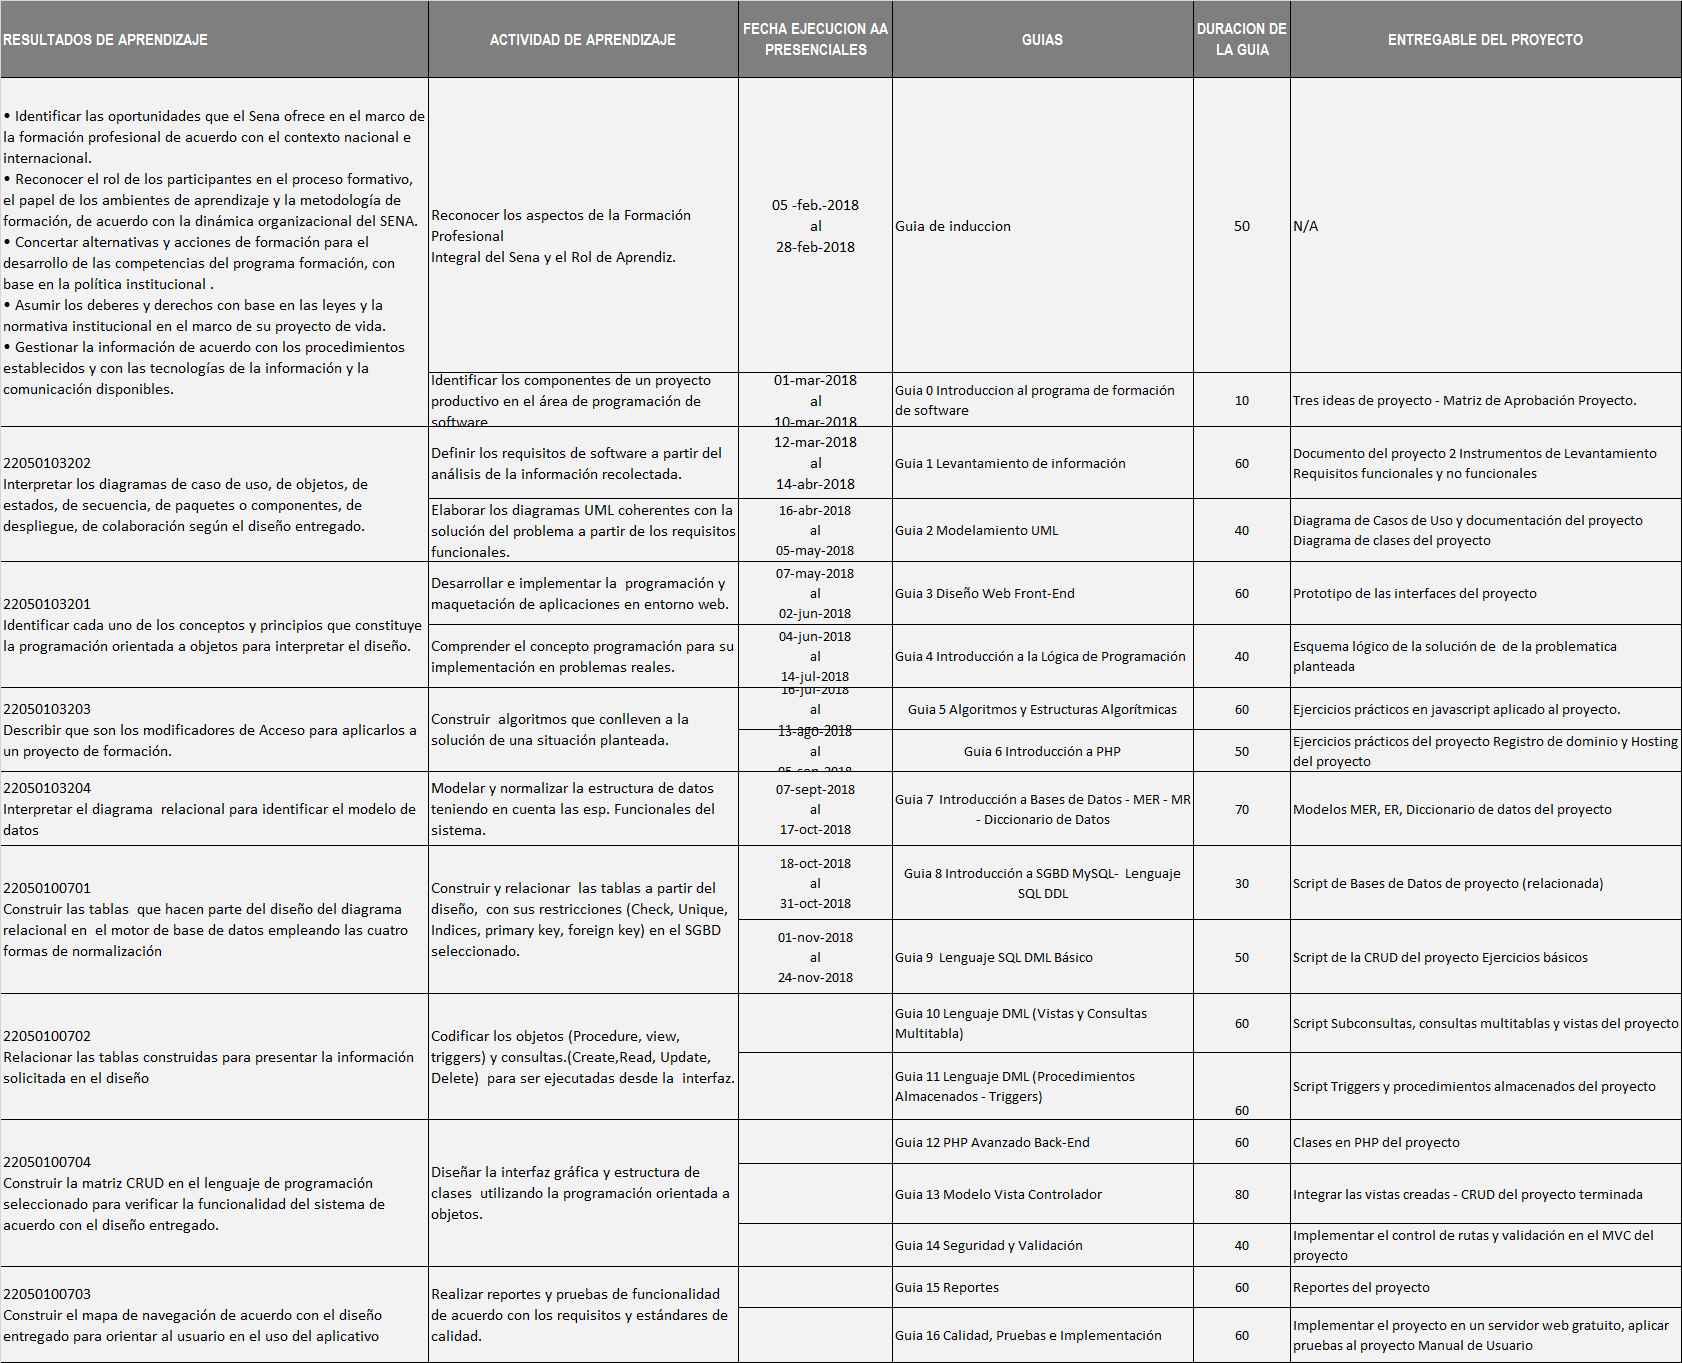 RESULTADOS DE APRENDIZAJE
ACTIVIDAD DE APRENDIZAJE
FECHA EJECUCION AA
PRESENCIALES
GUIAS
DURACION DE
LA GUIA
ENTREGABLE DEL PROYECTO
• Identificar las oportunidades que el Sena ofrece en el marco de
la formación profesional de acuerdo con el contexto nacional e
internacional.
• Reconocer el rol de los participantes en el proceso formativo,
el papel de los ambientes de aprendizaje y la metodología de
formación, de acuerdo con la dinámica organizacional del SENA.
• Concertar alternativas y acciones de formación para el
desarrollo de las competencias del programa formación, con
base en la política institucional .
• Asumir los deberes y derechos con base en las leyes y la
normativa institucional en el marco de su proyecto de vida.
• Gestionar la información de acuerdo con los procedimientos
establecidos y con las tecnologías de la información y la
comunicación disponibles.
Reconocer los aspectos de la Formación
Profesional
Integral del Sena y el Rol de Aprendiz.
05 -feb.-2018
al
28-feb-2018
Guia de induccion
50
N/A
Identificar los componentes de un proyecto
productivo en el área de programación de
software
01-mar-2018
al
10-mar-2018
Guia 0 Introduccion al programa de formación
de software
10
Tres ideas de proyecto - Matriz de Aprobación Proyecto.
22050103202
Interpretar los diagramas de caso de uso, de objetos, de
estados, de secuencia, de paquetes o componentes, de
despliegue, de colaboración según el diseño entregado.
Definir los requisitos de software a partir del
análisis de la información recolectada.
12-mar-2018
al
14-abr-2018
Guia 1 Levantamiento de información
60
Documento del proyecto 2 Instrumentos de Levantamiento
Requisitos funcionales y no funcionales
Elaborar los diagramas UML coherentes con la
solución del problema a partir de los requisitos
funcionales.
16-abr-2018
al
05-may-2018
Guia 2 Modelamiento UML
40
Diagrama de Casos de Uso y documentación del proyecto
Diagrama de clases del proyecto
22050103201
Identificar cada uno de los conceptos y principios que constituye
la programación orientada a objetos para interpretar el diseño.
Desarrollar e implementar la  programación y
maquetación de aplicaciones en entorno web.
07-may-2018
al
02-jun-2018
Guia 3 Diseño Web Front-End
60
Prototipo de las interfaces del proyecto
Comprender el concepto programación para su
implementación en problemas reales.
04-jun-2018
al
14-jul-2018
Guia 4 Introducción a la Lógica de Programación
40
Esquema lógico de la solución de  de la problematica
planteada
22050103203
Describir que son los modificadores de Acceso para aplicarlos a
un proyecto de formación.
Construir  algoritmos que conlleven a la
solución de una situación planteada.
16-jul-2018
al
Guia 5 Algoritmos y Estructuras Algorítmicas
60
Ejercicios prácticos en javascript aplicado al proyecto.
13-ago-2018
al
05-sep-2018
Guia 6 Introducción a PHP
50
Ejercicios prácticos del proyecto Registro de dominio y Hosting
del proyecto
22050103204
Interpretar el diagrama  relacional para identificar el modelo de
datos
Modelar y normalizar la estructura de datos
teniendo en cuenta las esp. Funcionales del
sistema.
07-sept-2018
al
17-oct-2018
Guia 7  Introducción a Bases de Datos - MER - MR
- Diccionario de Datos
70
Modelos MER, ER, Diccionario de datos del proyecto
22050100701
Construir las tablas  que hacen parte del diseño del diagrama
relacional en  el motor de base de datos empleando las cuatro
formas de normalización
Construir y relacionar  las tablas a partir del
diseño,  con sus restricciones (Check, Unique,
Indices, primary key, foreign key) en el SGBD
seleccionado.
18-oct-2018
al
31-oct-2018
Guia 8 Introducción a SGBD MySQL-  Lenguaje
SQL DDL
30
Script de Bases de Datos de proyecto (relacionada)
01-nov-2018
al
24-nov-2018
Guia 9  Lenguaje SQL DML Básico
50
Script de la CRUD del proyecto Ejercicios básicos
22050100702
Relacionar las tablas construidas para presentar la información
solicitada en el diseño
Codificar los objetos (Procedure, view,
triggers) y consultas.(Create,Read, Update,
Delete)  para ser ejecutadas desde la  interfaz.
Guia 10 Lenguaje DML (Vistas y Consultas
Multitabla)
60
Script Subconsultas, consultas multitablas y vistas del proyecto
Guia 11 Lenguaje DML (Procedimientos
Almacenados - Triggers)
60
Script Triggers y procedimientos almacenados del proyecto
22050100704
Construir la matriz CRUD en el lenguaje de programación
seleccionado para verificar la funcionalidad del sistema de
acuerdo con el diseño entregado.
Diseñar la interfaz gráfica y estructura de
clases  utilizando la programación orientada a
objetos.
Guia 12 PHP Avanzado Back-End
60
Clases en PHP del proyecto
Guia 13 Modelo Vista Controlador
80
Integrar las vistas creadas - CRUD del proyecto terminada
Guia 14 Seguridad y Validación
40
Implementar el control de rutas y validación en el MVC del
proyecto
22050100703
Construir el mapa de navegación de acuerdo con el diseño
entregado para orientar al usuario en el uso del aplicativo
Realizar reportes y pruebas de funcionalidad
de acuerdo con los requisitos y estándares de
calidad.
Guia 15 Reportes
60
Reportes del proyecto
Guia 16 Calidad, Pruebas e Implementación
60
Implementar el proyecto en un servidor web gratuito, aplicar
pruebas al proyecto Manual de Usuario